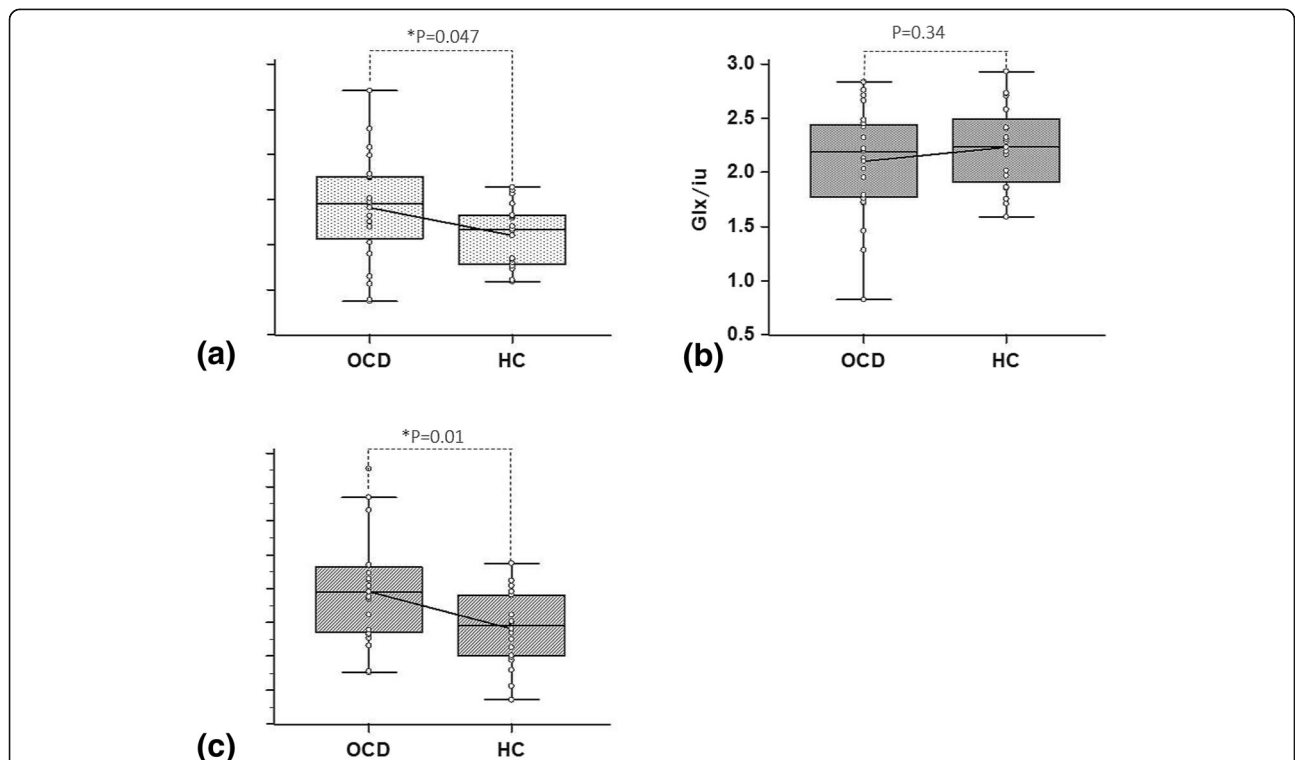 *P=0.047
P=0.34
3.0
2.5
2.0
1.5
1.0
0.5
Glx/iu
(a)
OCD HC
(b)
OCD HC
*P=0.01
(c)
OCD HC